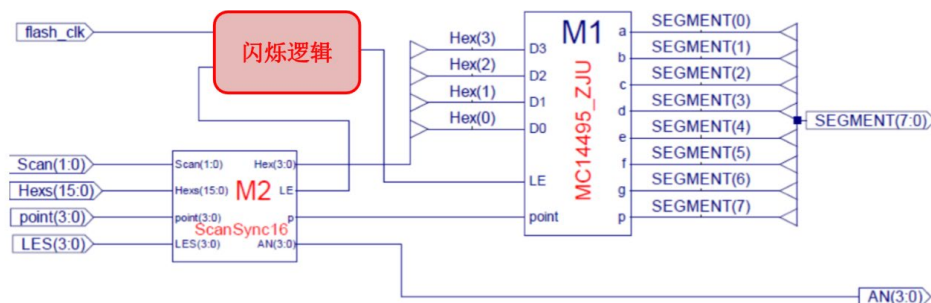 flash_clk
闪烁逻辑
Hex(3)
Hex(2)
Hex(1)
Hex(0)
D3
D2
D1
D0
LE
point
M1
MC14495_ZJU
a
b
c
d
e
f
g
p
SEGMENT(0)
SEGMENT(1)
SEGMENT(2)
SEGMENT(3)
SEGMENT(4)
SEGMENT(5)
SEGMENT(6)
SEGMENT(7)
SEGMENT(7:0)
Scan(1:0)
Hexs(15:0)
point(3:0)
LES(3:0)
Scan(1:0) Hex(3:0)
Hexs(15:0) M2 LE
point(3:0) p
ScanSync16
LES(3:0) AN(3:0)
AN(3:0)